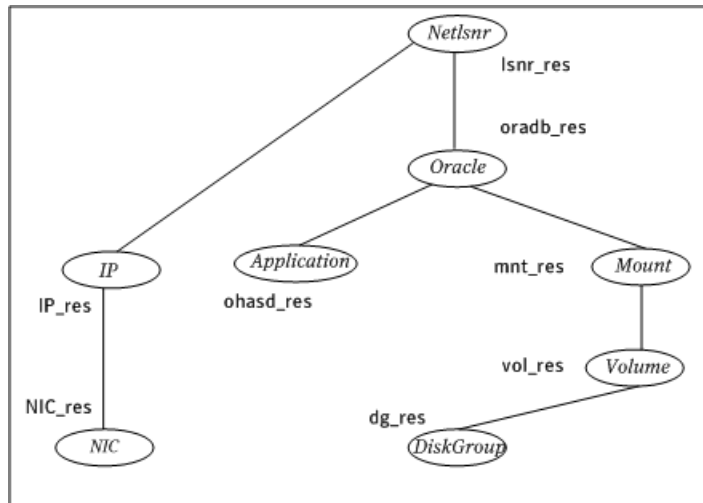 Netlsnr
lsnr_res
oradb_res
Oracle
IP
Application
mnt_res
Mount
IP_res
ohasd_res
vol_res
Volume
NIC_res
dg_res
NIC
DiskGroup